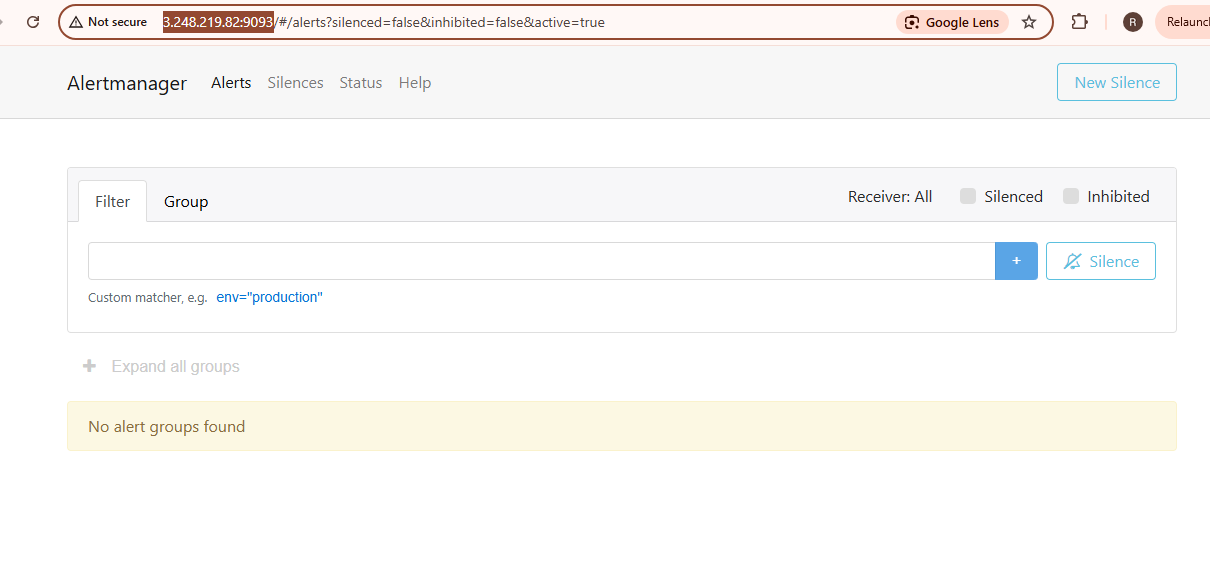 Not secure 3.248.219.82:9093/#/alerts?silenced=false&inhibited=false&active=true Google Lens R Relaunc
Alertmanager Alerts Silences Status Help New Silence
Filter Group Receiver: All Silenced Inhibited
+ Silence
Custom matcher, e.g. env="production"
+ Expand all groups
No alert groups found